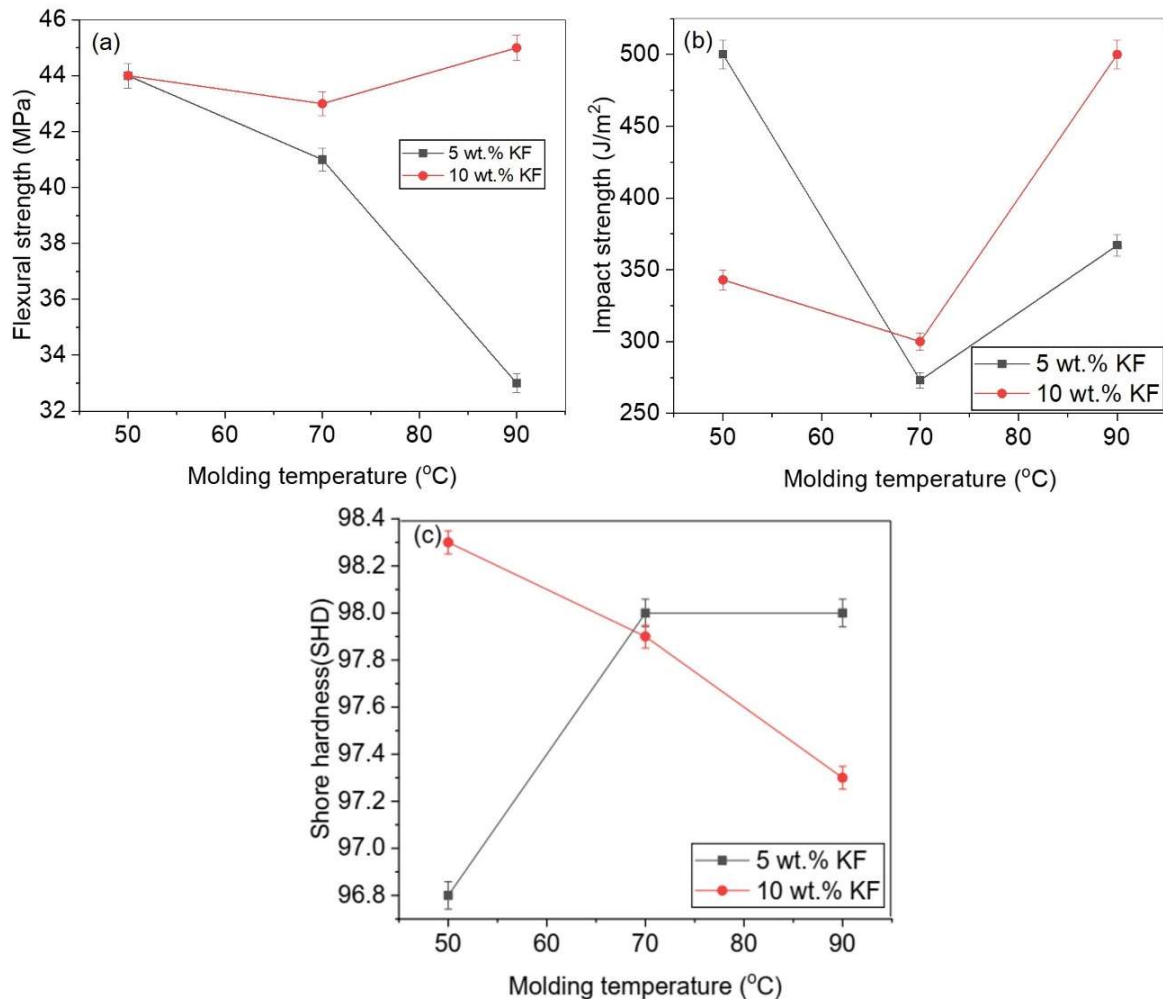 (a)
Flexural strength (MPa)
46
45
44
42
40
38
36
34
32
5 wt.% KF
10 wt.% KF
50 60 70 80 90
Molding temperature (°C)
(b)
Impact strength (J/m²)
500
450
400
350
300
250
5 wt.% KF
10 wt.% KF
50 60 70 80 90
Molding temperature (°C)
(c)
Shore hardness(SHD)
98.4
98.2
98.0
97.8
97.6
97.4
97.2
97.0
96.8
5 wt.% KF
10 wt.% KF
50 60 70 80 90
Molding temperature (°C)